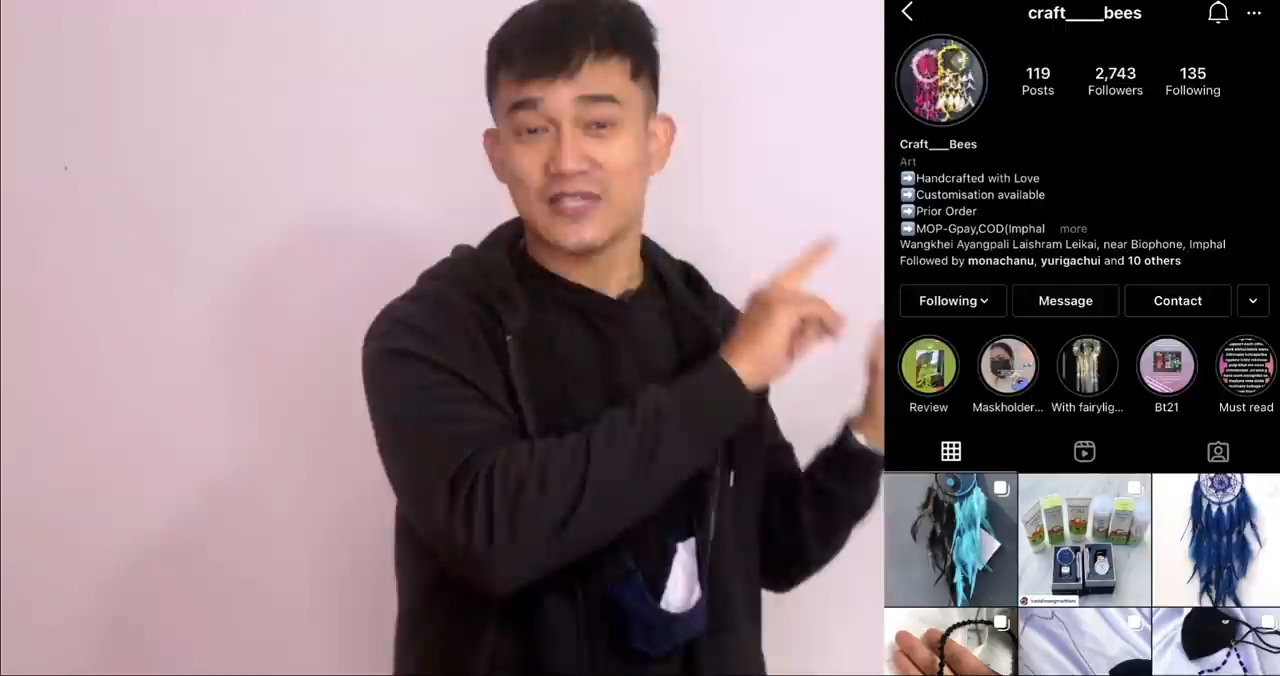 craft____bees
119
2,743
135
Posts
Followers
Following
Craft___Bees
Art
➡Handcrafted with Love
➡Customisation available
➡Prior Order
➡MOP-Gpay,COD(Imphal more
Wangkhei Ayangpali Laishram Leikai, near Biophone, Imphal
Followed by monachanu, yurigachui and 10 others
Following
Message
Contact
Review
Maskholder...
With fairylig...
Bt21
Must read